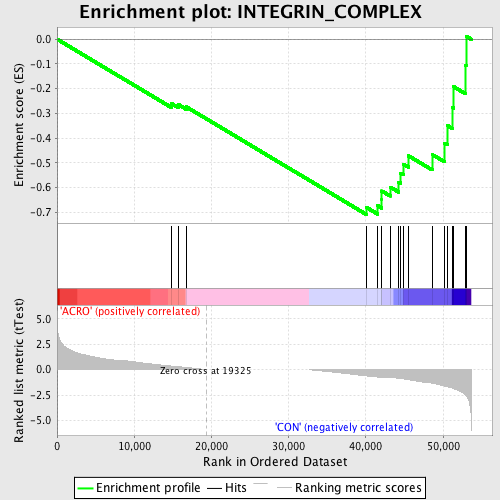 Enrichment plot: INTEGRIN_COMPLEX
Enrichment score (ES)
0.0
-0.1
-0.2
-0.3
-0.4
-0.5
-0.6
-0.7
'ACRO' (positively correlated)
Ranked list metric (tTest)
5.0
2.5
0.0
-2.5
-5.0
Zero cross at 19325
'CON' (negatively correlated)
0
10,000
20,000
30,000
40,000
50,000
Rank in Ordered Dataset
Enrichment profile
Hits
Ranking metric scores